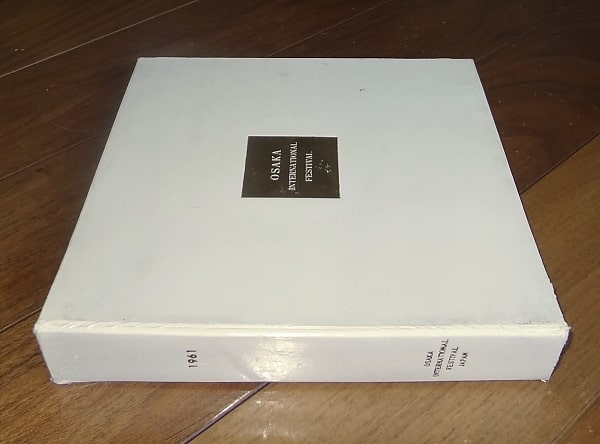 OSAKA
INTERNATIONAL
FESTIVAL
1961
OSAKA
INTERNATIONAL
FESTIVAL
JAPAN